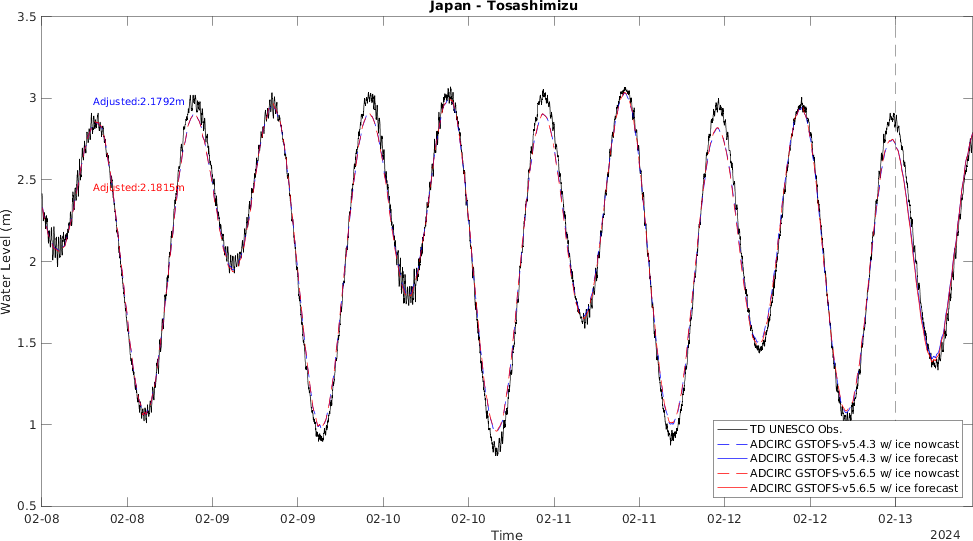 Japan - Tosashimizu
3.5
3
2.5
2
1.5
1
0.5
Water Level (m)
Adjusted:2.1792m
Adjusted:2.1815m
TD UNESCO Obs.
ADCIRC GSTOFS-v5.4.3 w/ ice nowcast
ADCIRC GSTOFS-v5.4.3 w/ ice forecast
ADCIRC GSTOFS-v5.6.5 w/ ice nowcast
ADCIRC GSTOFS-v5.6.5 w/ ice forecast
02-08 02-08 02-09 02-09 02-10 02-10 02-11 02-11 02-12 02-12 02-13
Time
2024